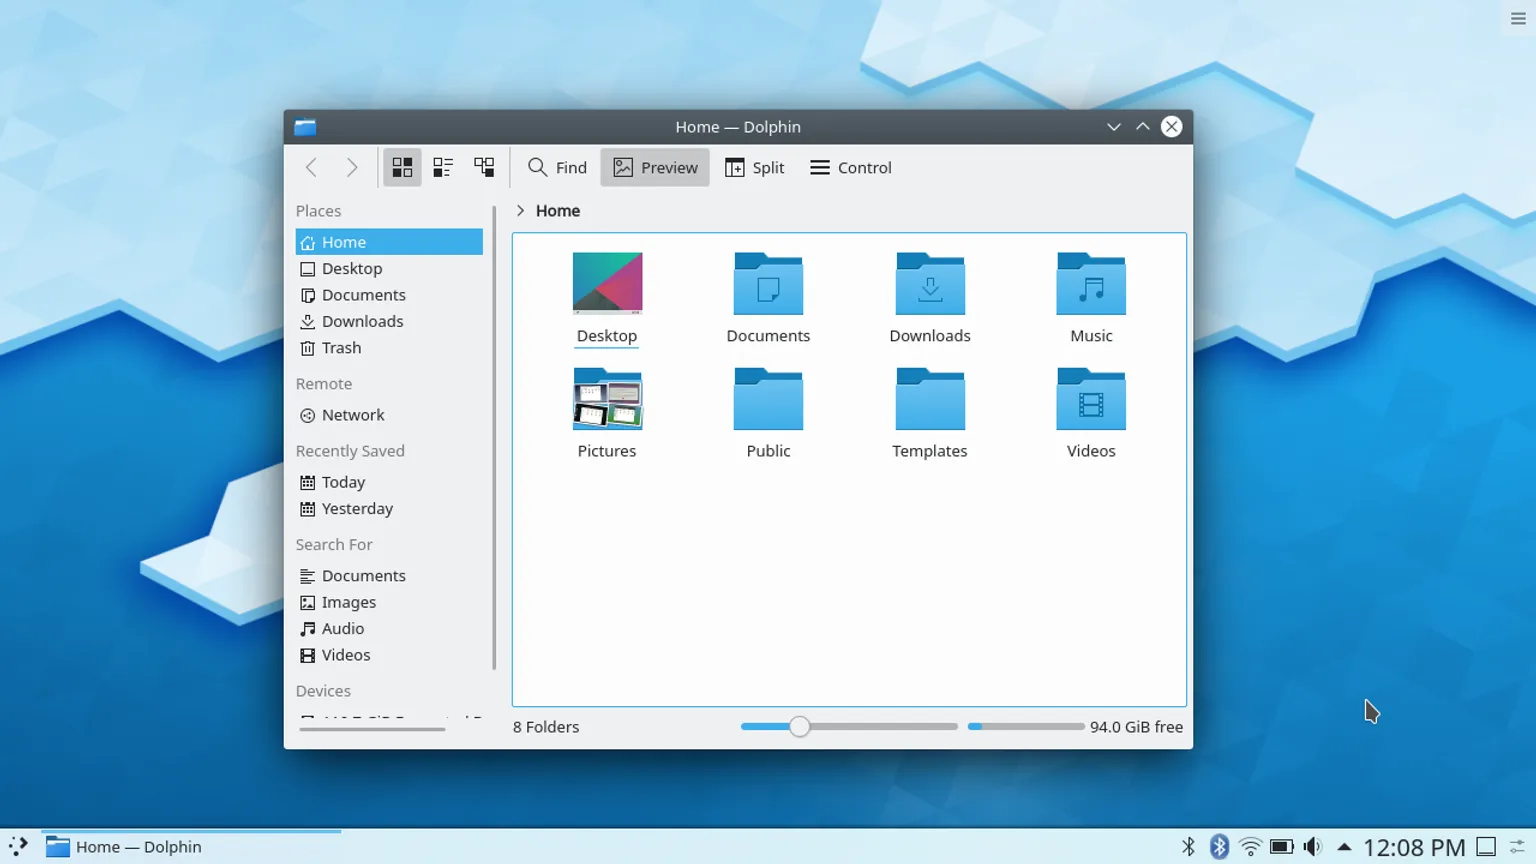 Home — Dolphin
Find
Preview
Split
Control
Places
Home
Desktop
Documents
Downloads
Trash
Remote
Network
Recently Saved
Today
Yesterday
Search For
Documents
Images
Audio
Videos
Devices
Home
Desktop
Documents
Downloads
Music
Pictures
Public
Templates
Videos
8 Folders
94.0 GiB free
Home — Dolphin
12:08 PM